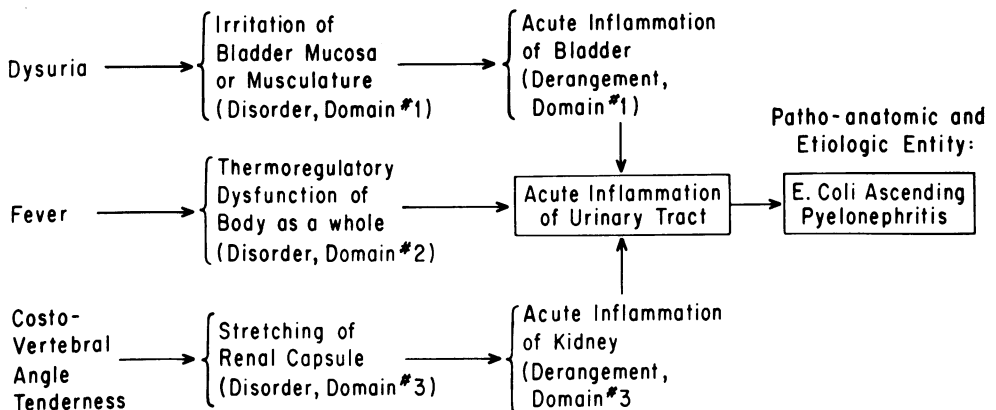 Dysuria
Irritation of
Bladder Mucosa
or Musculature
(Disorder, Domain #1)
Acute Inflammation
of Bladder
(Derangement,
Domain #1)
Patho-anatomic and
Etiologic Entity:
Fever
Thermoregulatory
Dysfunction of
Body as a whole
(Disorder, Domain #2)
Acute Inflammation
of Urinary Tract
E. Coli Ascending
Pyelonephritis
Costo-
Vertebral
Angle
Tenderness
Stretching of
Renal Capsule
(Disorder, Domain #3)
Acute Inflammation
of Kidney
(Derangement,
Domain #3